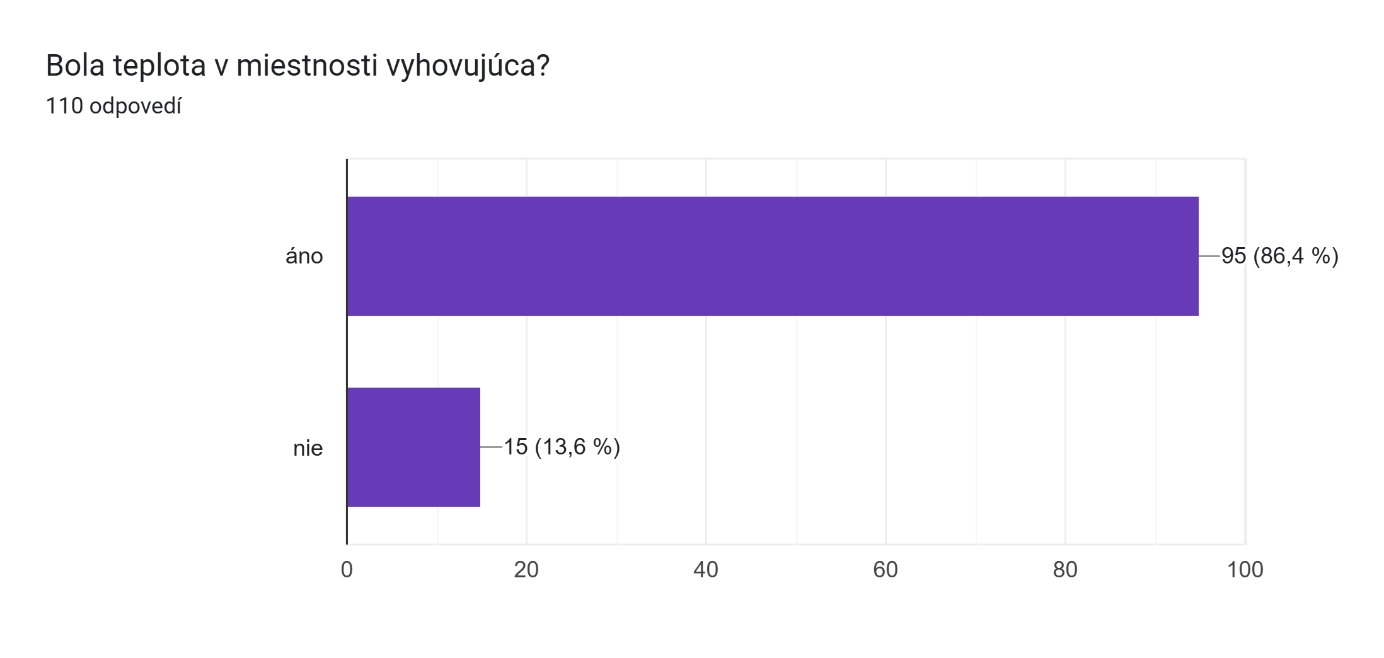 Bola teplota v miestnosti vyhovujúca?
110 odpovedí
áno
95 (86,4 %)
nie
15 (13,6 %)
0 20 40 60 80 100